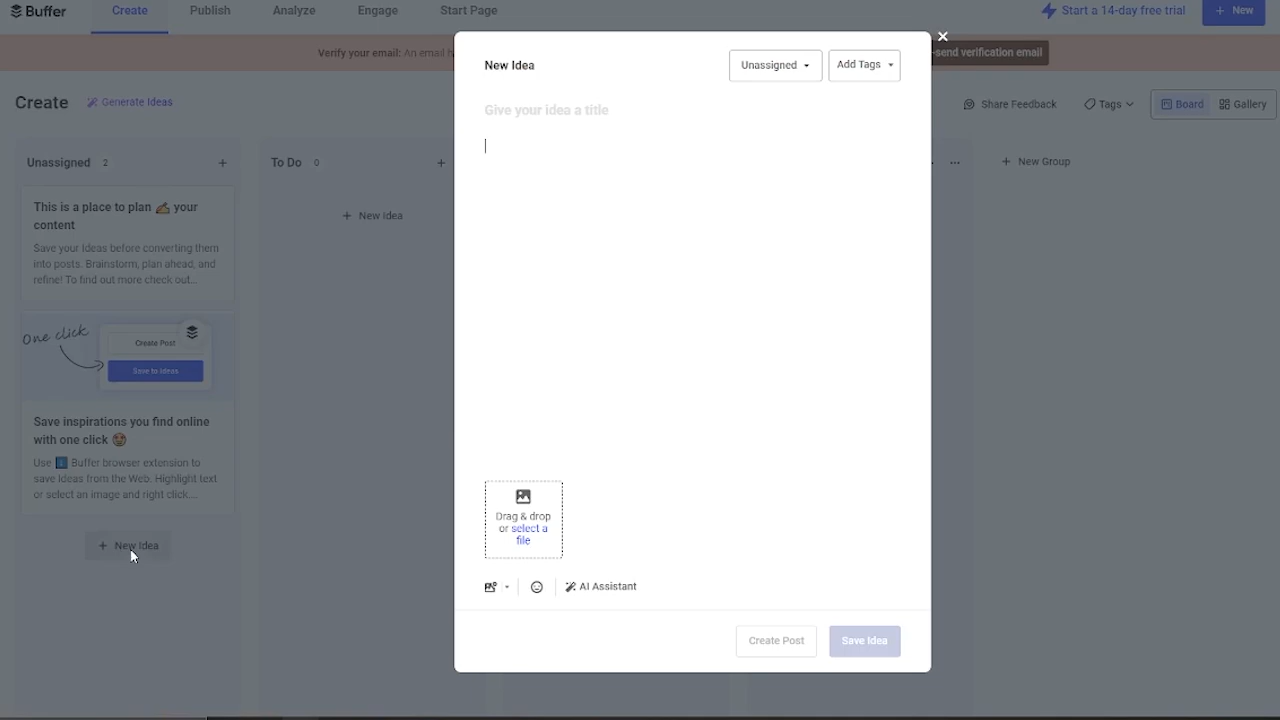 Buffer
Create
Publish
Analyze
Engage
Start Page
Start a 14-day free trial
+ New
Verify your email: An email h
-send verification email
Create
Generate Ideas
Share Feedback
Tags
Board
Gallery
Unassigned 2 +
This is a place to plan ✍ your
content
Save your Ideas before converting them
into posts. Brainstorm, plan ahead, and
refine! To find out more check out...
One click
Create Post
Save to Ideas
Save inspirations you find online
with one click
Use Buffer browser extension to
save Ideas from the Web. Highlight text
or select an image and right click,...
+ New Idea
To Do 0 +
+ New Idea
+ New Group
New Idea
Unassigned
Add Tags
Give your idea a title
Drag & drop
or select a
file
AI Assistant
Create Post
Save Idea